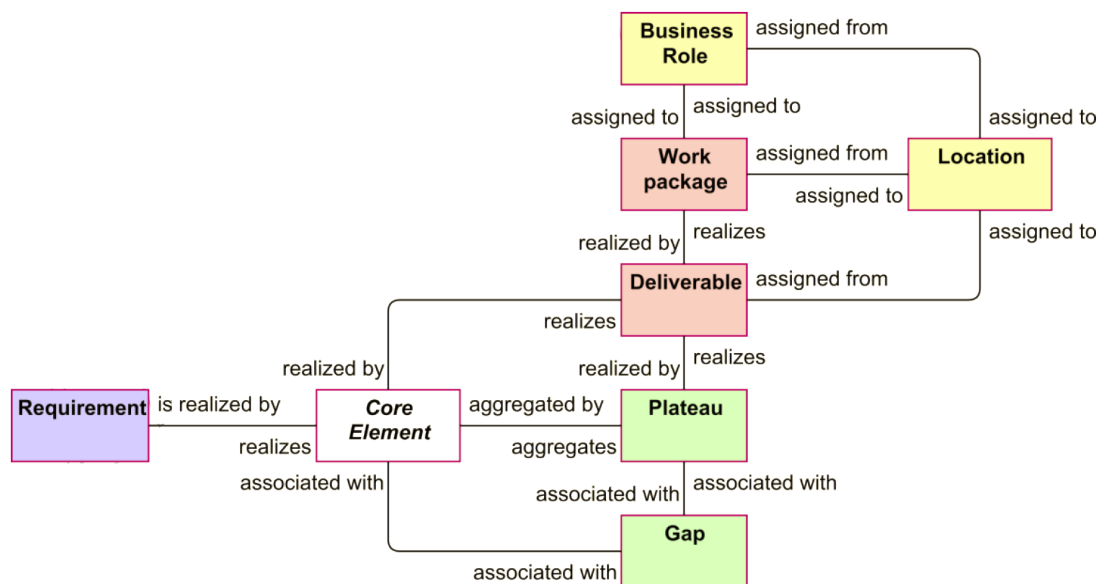 Business
Role
assigned from
assigned to
assigned to
assigned to
Work
package
assigned from
Location
assigned to
realizes
realized by
assigned to
Deliverable
assigned from
realizes
realizes
realized by
realized by
Requirement
is realized by
Core
Element
aggregated by
Plateau
realizes
aggregates
associated with
associated with
associated with
Gap
associated with